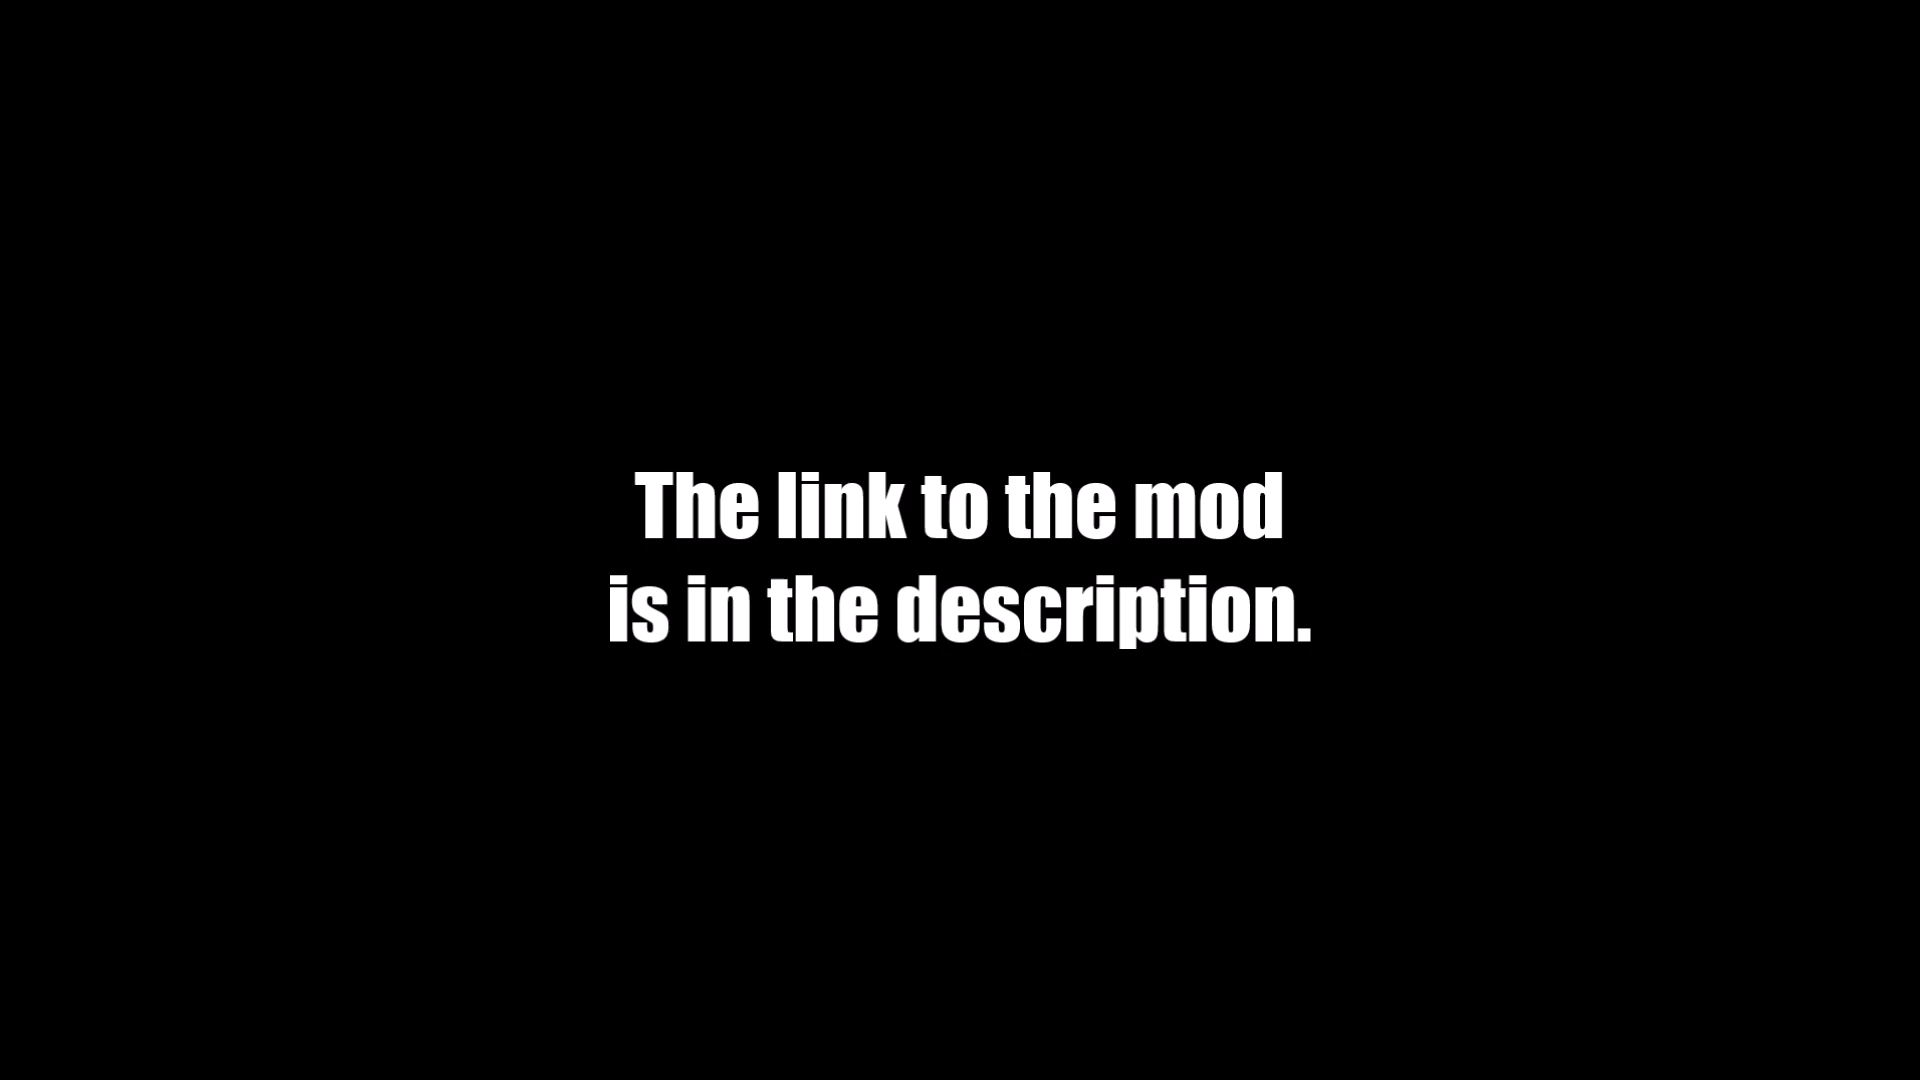 The link to the mod
is in the description.